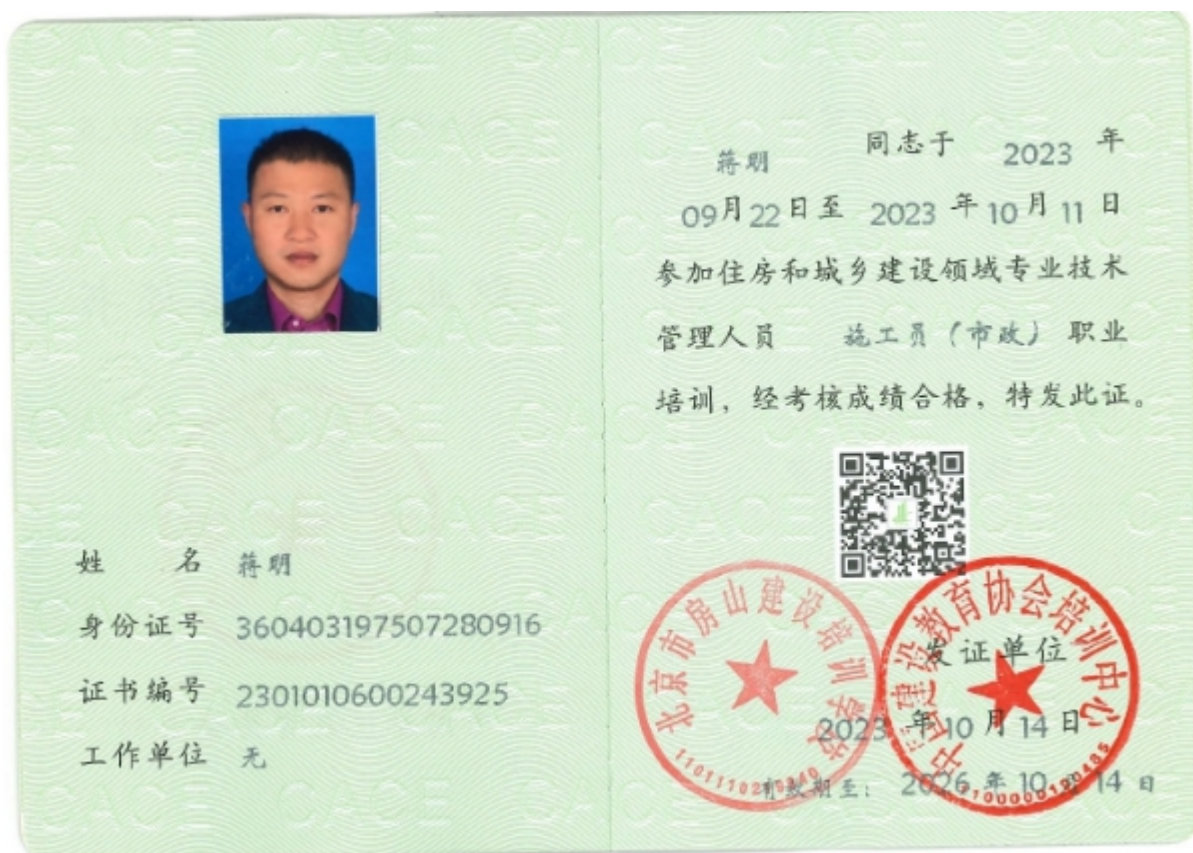 姓 名 蒋明
身份证号 360403197507280916
证书编号 2301010600243925
工作单位 无
蒋明 同志于 2023 年
09月22日至 2023 年10月11日
参加住房和城乡建设领域专业技术
管理人员 施工员（市政）职业
培训，经考核成绩合格，特发此证。
北京市房山建设培训学校
中国建设教育协会培训中心
发证单位
2023 年 10 月 14 日
有效期至： 2026 年 10 月 14 日
CACE